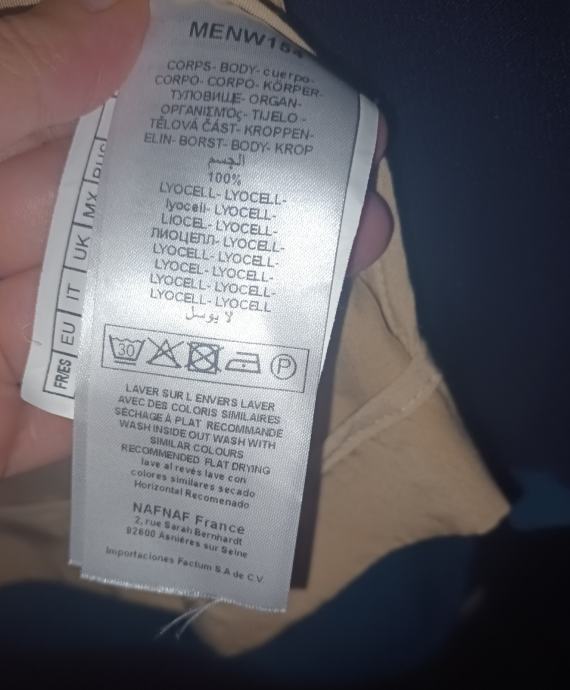 MENW154
CORPS- BODY- cuerpo-
CORPO- CORPO- KÖRPER-
ТУЛОВИЩЕ- ORGAN-
ΟΡΓΑΝΙΣΜΟς- TIJELO -
TĚLOVÁ ČÁST- KROPPEN-
ELIN- BORST- BODY- KROP
الجسم
100%
LYOCELL- LYOCELL-
lyocell- LYOCELL-
LIOCEL- LYOCELL-
ЛИОЦЕЛЛ- LYOCELL-
LYOCELL- LYOCELL-
LYOCEL- LYOCELL-
LYOCELL- LYOCELL-
LYOCELL- LYOCELL
لا يوسل
30
P
LAVER SUR L ENVERS LAVER
AVEC DES COLORIS SIMILAIRES
SÉCHAGE À PLAT RECOMMANDE
WASH INSIDE OUT WASH WITH
SIMILAR COLOURS
RECOMMENDED FLAT DRYING
lave al revés lave con
colores similares secado
Horizontal Recomenado
NAFNAF France
2, rue Sarah Bernhardt
92600 Asnières sur Seine
Importaciones Factum S.A de C.V.
FR/ES EU IT UK MX RUS